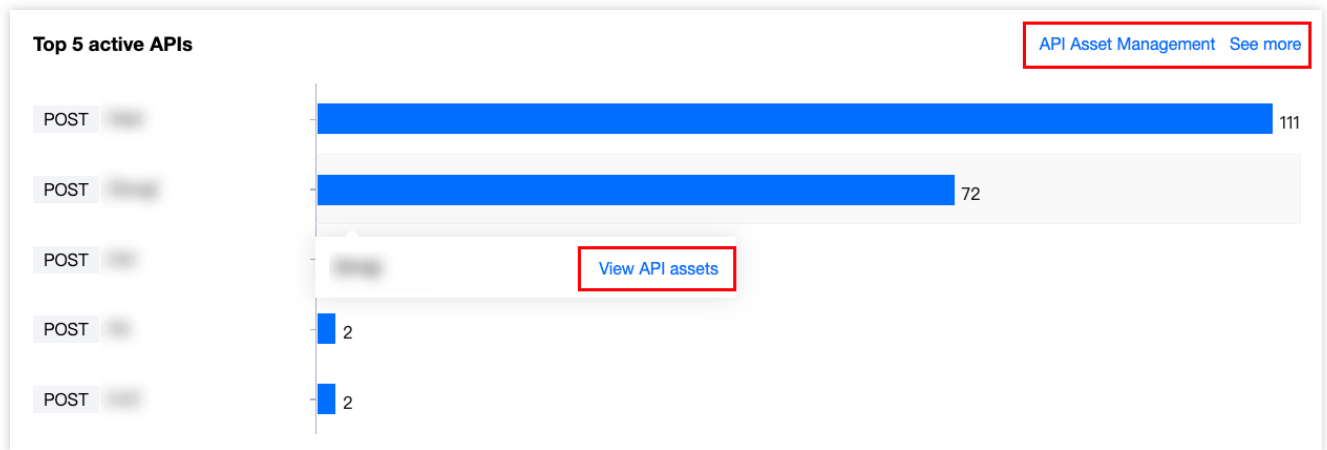 Top 5 active APIs
API Asset Management See more
POST
111
POST
72
POST
View API assets
POST
2
POST
2